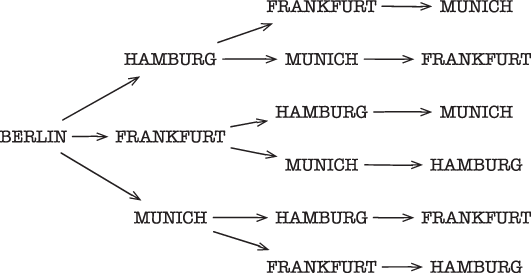 FRANKFURT → MUNICH
HAMBURG → MUNICH → FRANKFURT
HAMBURG → MUNICH
BERLIN → FRANKFURT
MUNICH → HAMBURG
MUNICH → HAMBURG → FRANKFURT
FRANKFURT → HAMBURG